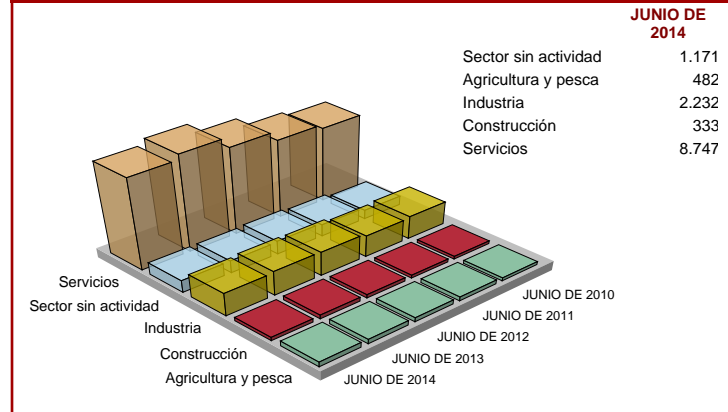 JUNIO DE
2014
Sector sin actividad 1.171
Agricultura y pesca 482
Industria 2.232
Construcción 333
Servicios 8.747
Servicios
Sector sin actividad
Industria
Construcción
Agricultura y pesca
JUNIO DE 2010
JUNIO DE 2011
JUNIO DE 2012
JUNIO DE 2013
JUNIO DE 2014